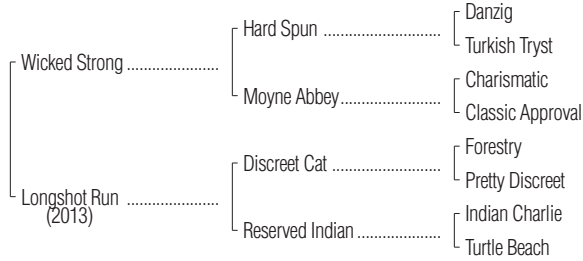 Danzig
Hard Spun ........................................
Turkish Tryst
Wicked Strong ............................
Charismatic
Moyne Abbey..............................
Classic Approval
Forestry
Discreet Cat ......................................
Pretty Discreet
Longshot Run ............................
(2013)
Indian Charlie
Reserved Indian .........................
Turtle Beach